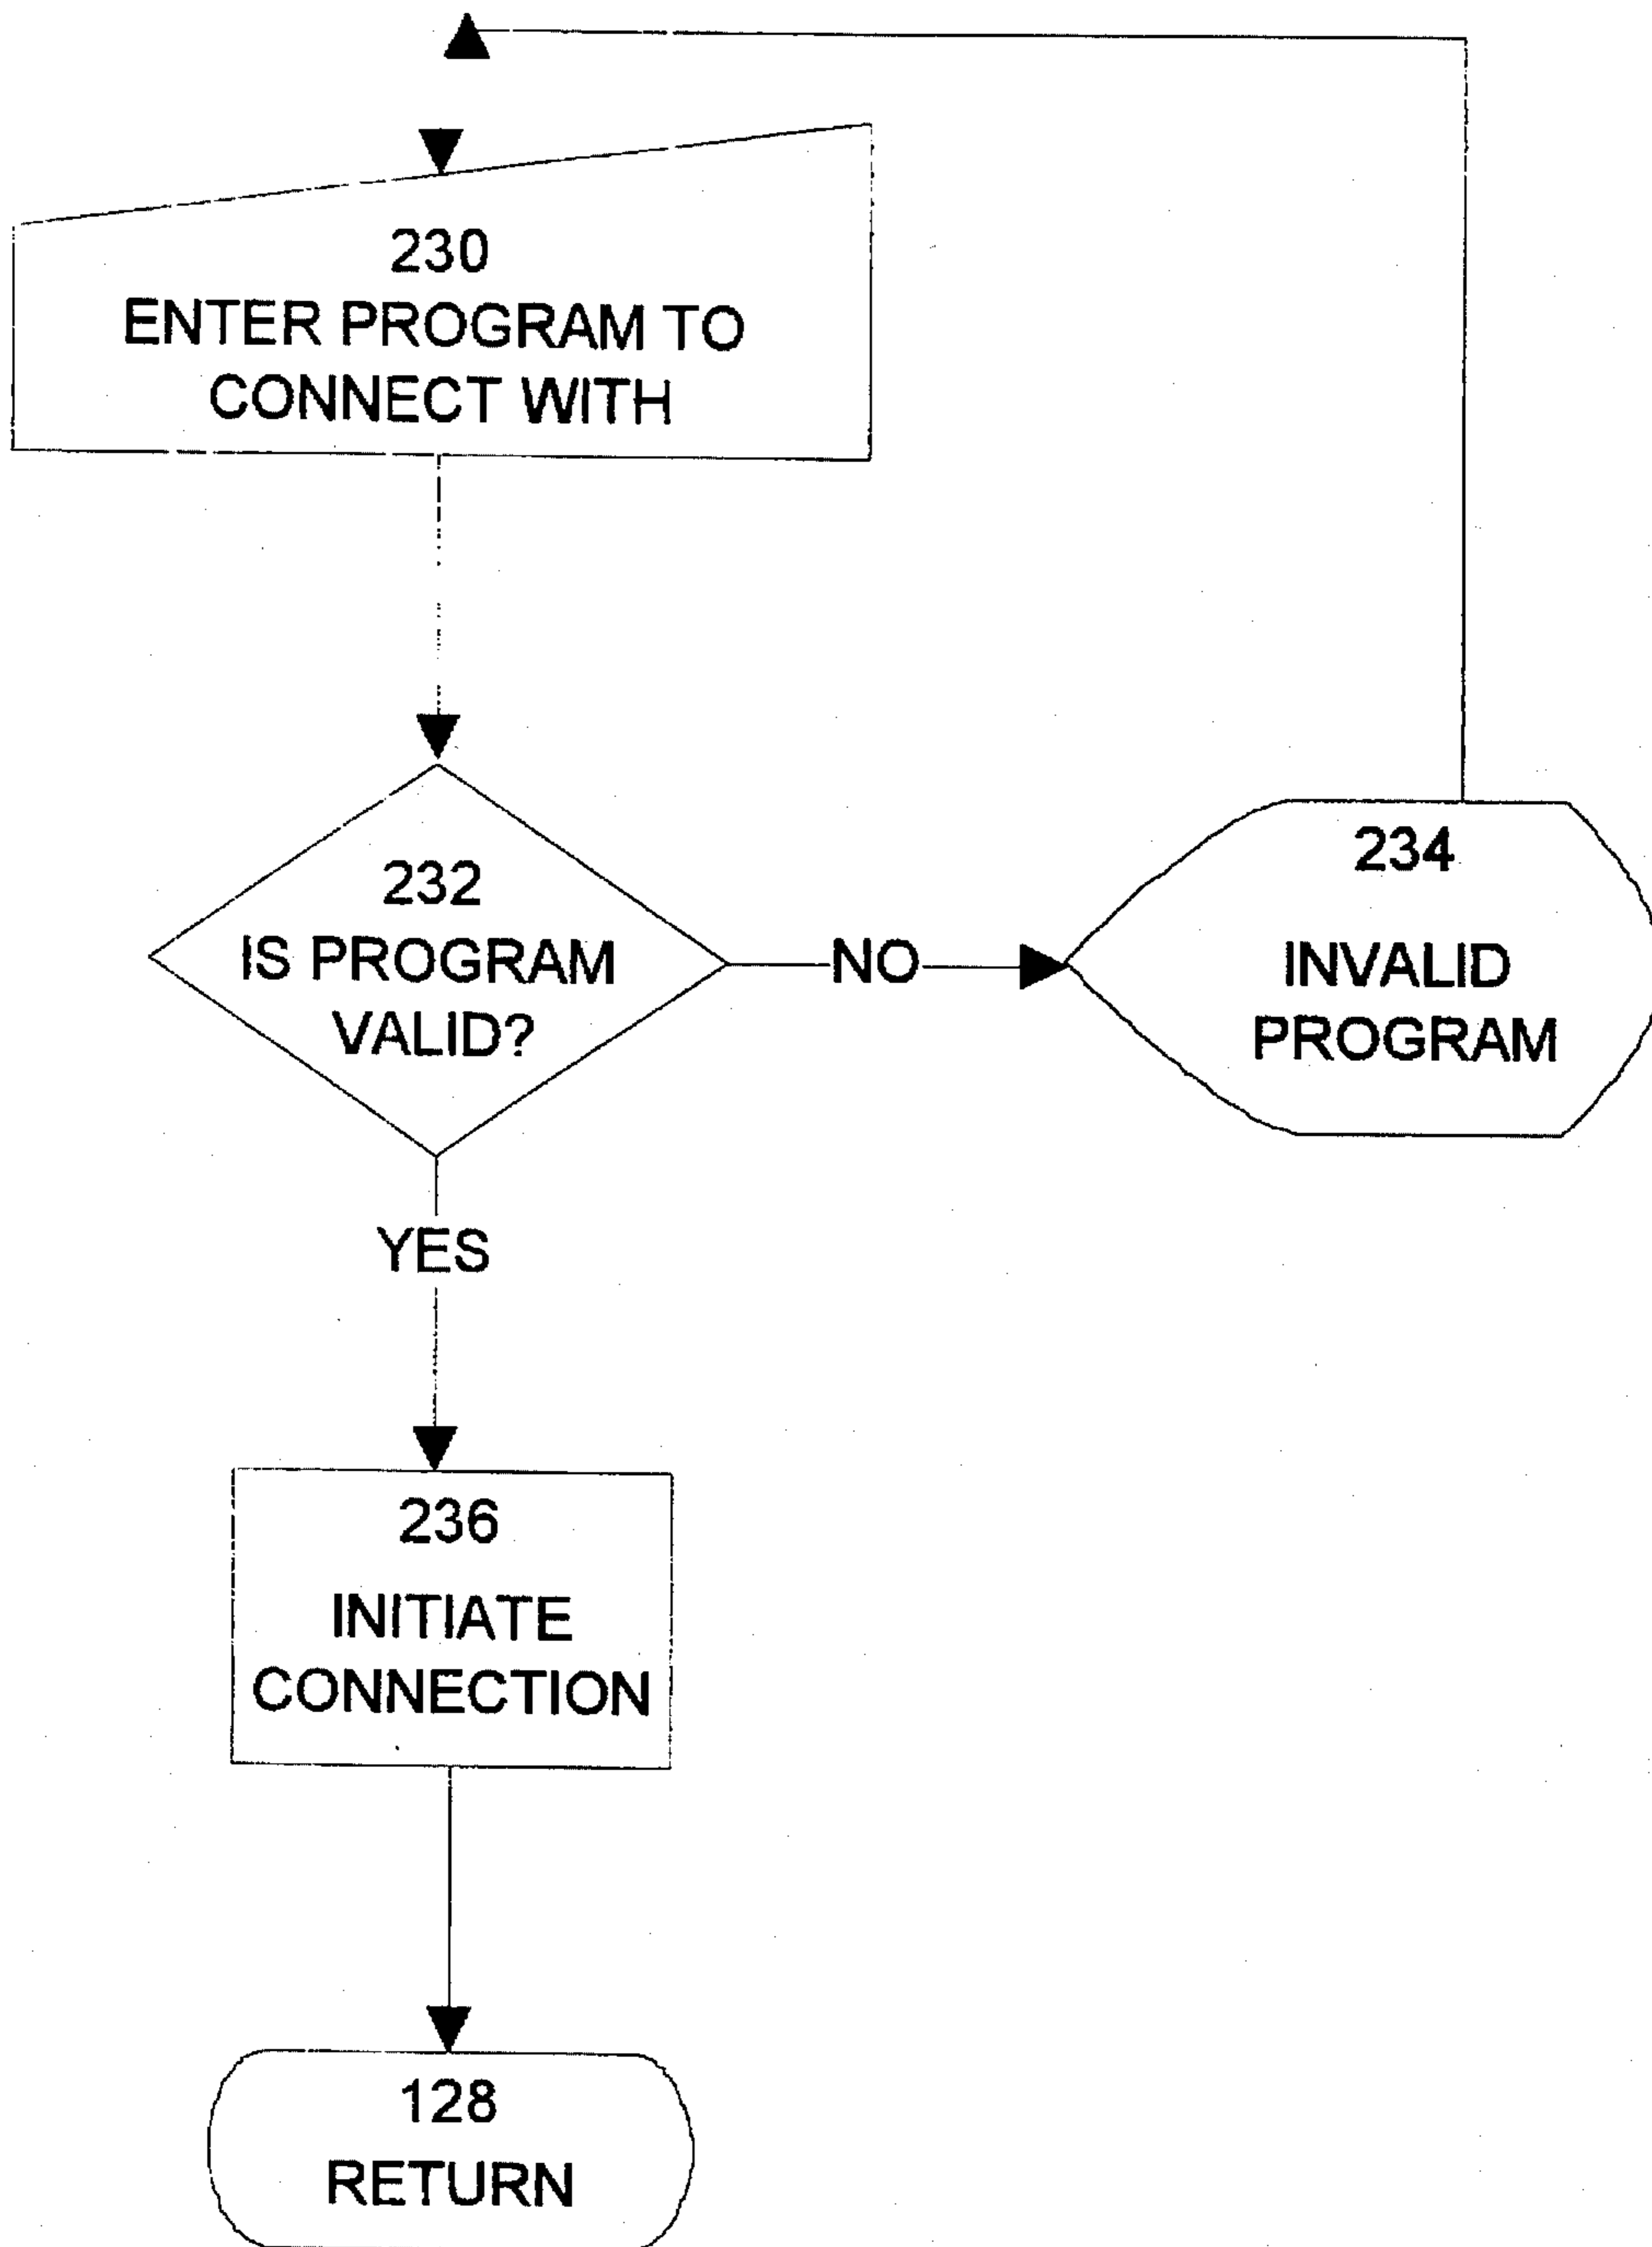 230
ENTER PROGRAM TO
CONNECT WITH
232
IS PROGRAM
VALID?
NO
234
INVALID
PROGRAM
YES
236
INITIATE
CONNECTION
128
RETURN